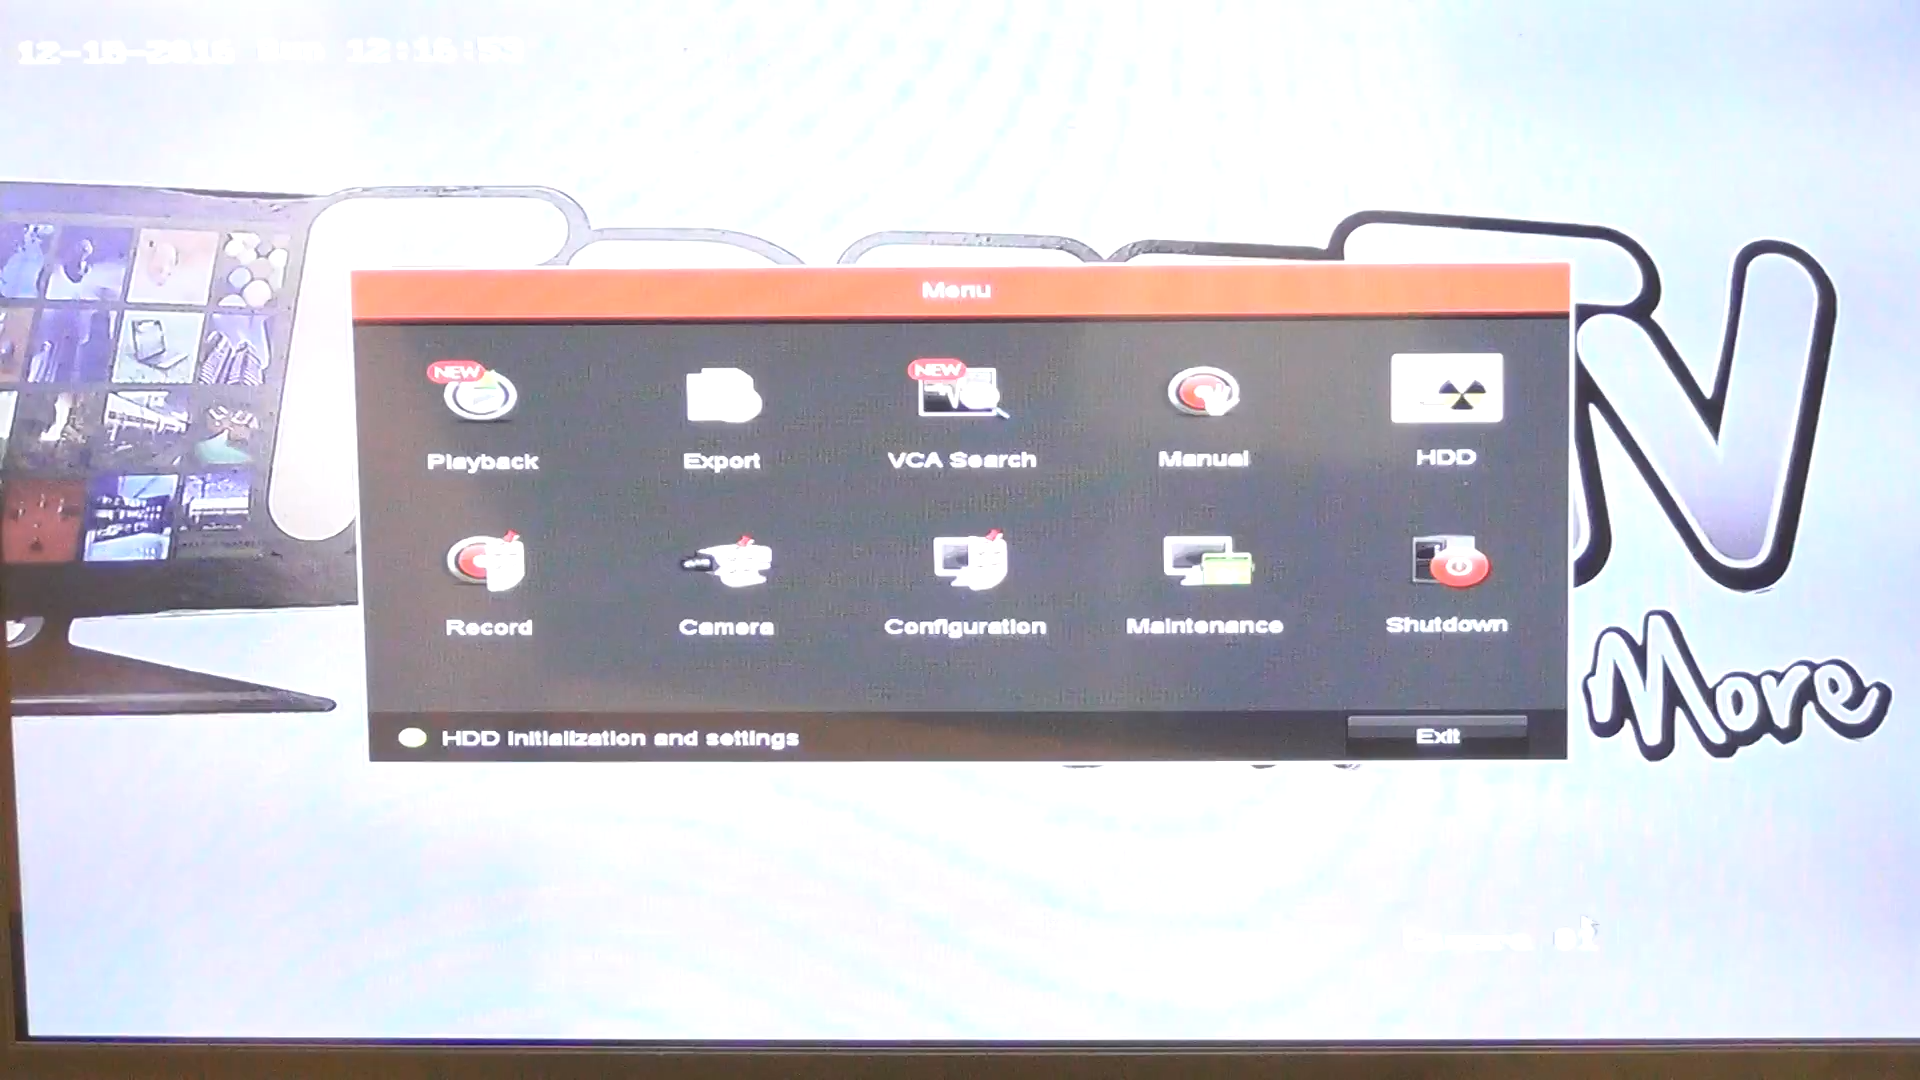 Menu
NEW
NEW
Playback
Export
VCA Search
Manual
HDD
Record
Camera
Configuration
Maintenance
Shutdown
HDD initialization and settings
Exit
More